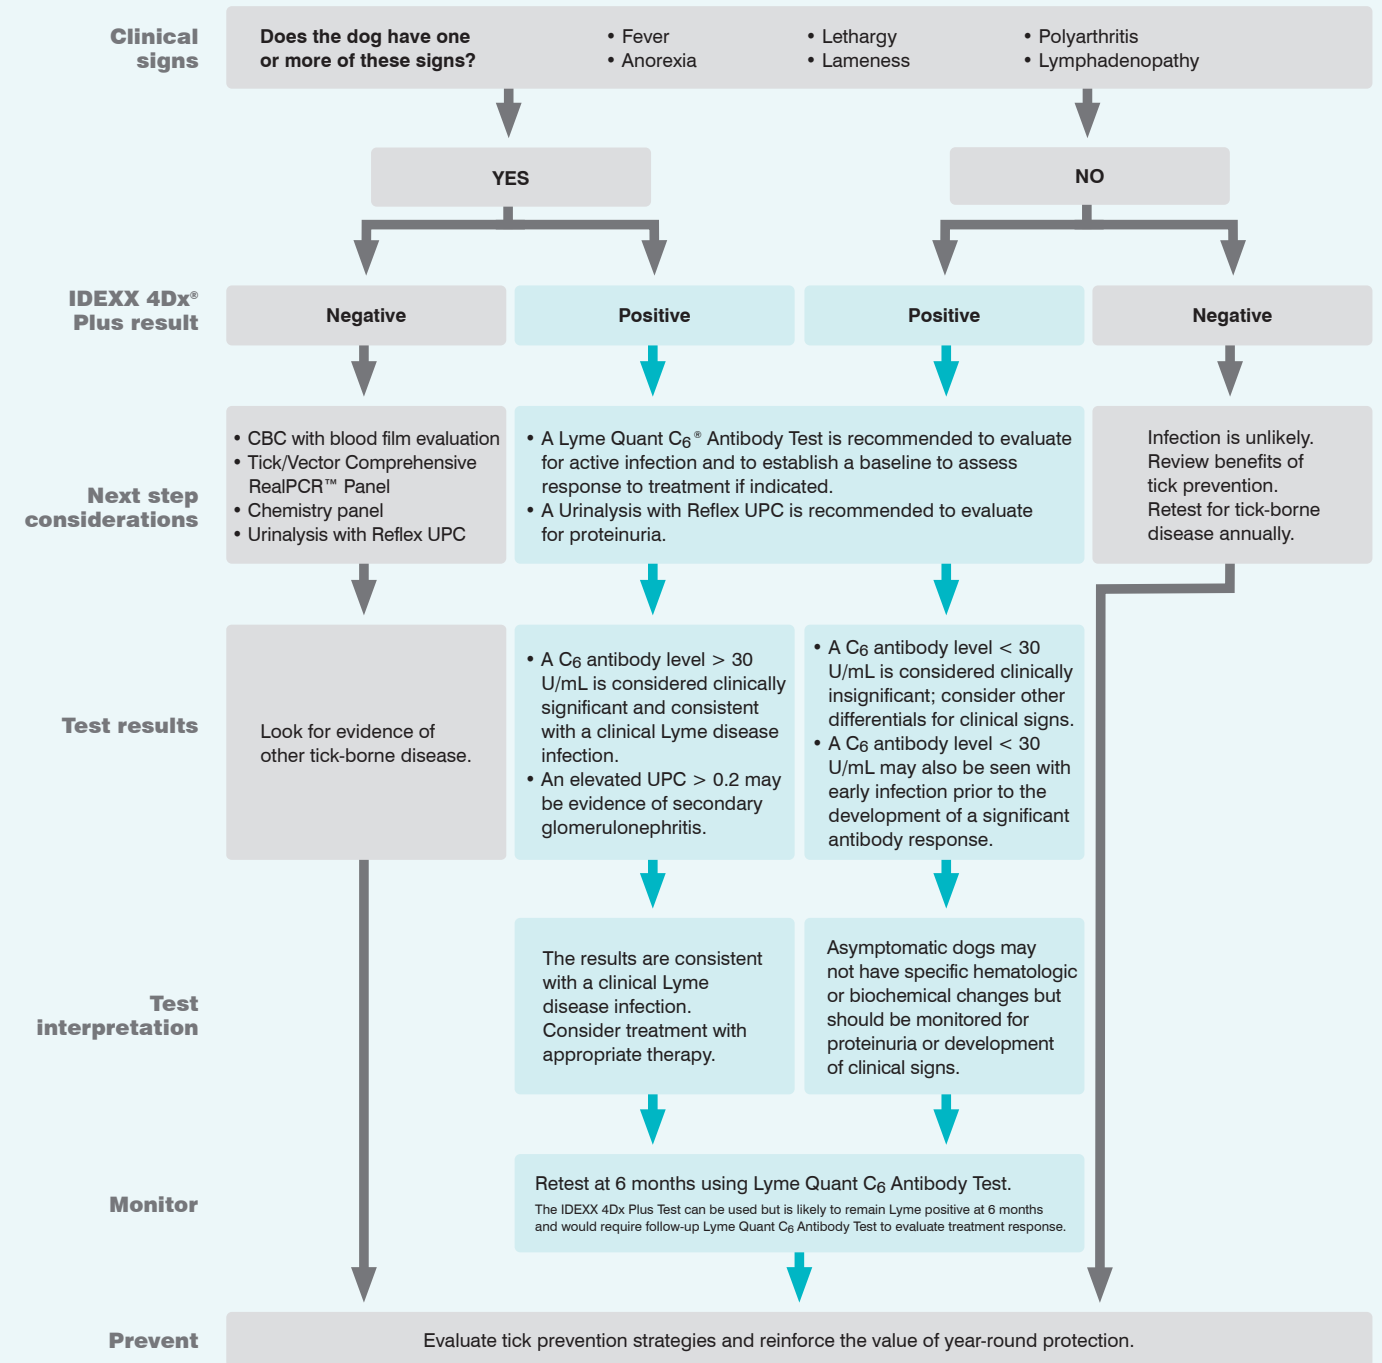 Clinical
signs
Does the dog have one
or more of these signs?
• Fever
• Anorexia
• Lethargy
• Lameness
• Polyarthritis
• Lymphadenopathy
YES
NO
IDEXX 4Dx®
Plus result
Negative
Positive
Positive
Negative
Next step
considerations
• CBC with blood film evaluation
• Tick/Vector Comprehensive
RealPCR™ Panel
• Chemistry panel
• Urinalysis with Reflex UPC
• A Lyme Quant C6® Antibody Test is recommended to evaluate
for active infection and to establish a baseline to assess
response to treatment if indicated.
• A Urinalysis with Reflex UPC is recommended to evaluate
for proteinuria.
Infection is unlikely.
Review benefits of
tick prevention.
Retest for tick-borne
disease annually.
Test results
Look for evidence of
other tick-borne disease.
• A C6 antibody level > 30
U/mL is considered clinically
significant and consistent
with a clinical Lyme disease
infection.
• An elevated UPC > 0.2 may
be evidence of secondary
glomerulonephritis.
• A C6 antibody level < 30
U/mL is considered clinically
insignificant; consider other
differentials for clinical signs.
• A C6 antibody level < 30
U/mL may also be seen with
early infection prior to the
development of a significant
antibody response.
Test
interpretation
The results are consistent
with a clinical Lyme
disease infection.
Consider treatment with
appropriate therapy.
Asymptomatic dogs may
not have specific hematologic
or biochemical changes but
should be monitored for
proteinuria or development
of clinical signs.
Monitor
Retest at 6 months using Lyme Quant C6 Antibody Test.
The IDEXX 4Dx Plus Test can be used but is likely to remain Lyme positive at 6 months
and would require follow-up Lyme Quant C6 Antibody Test to evaluate treatment response.
Prevent
Evaluate tick prevention strategies and reinforce the value of year-round protection.